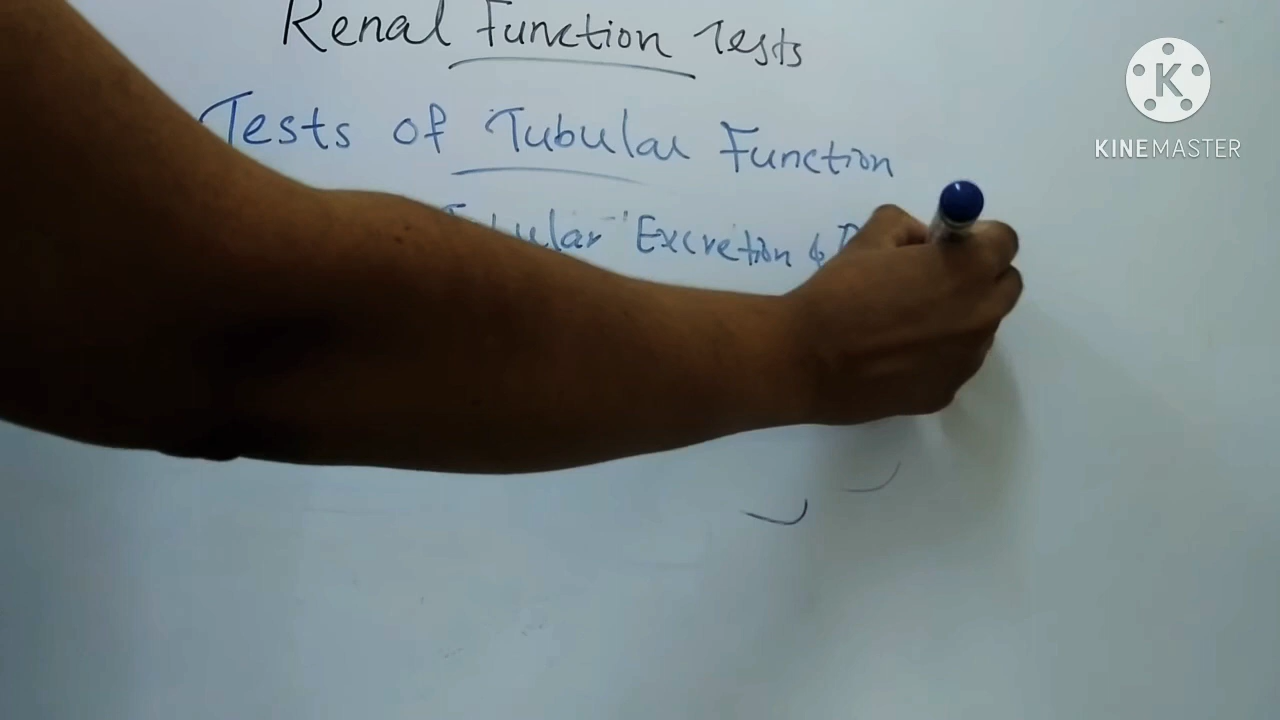 Renal Function Tests
Tests of Tubular Function
Excretion &
K
KINEMASTER